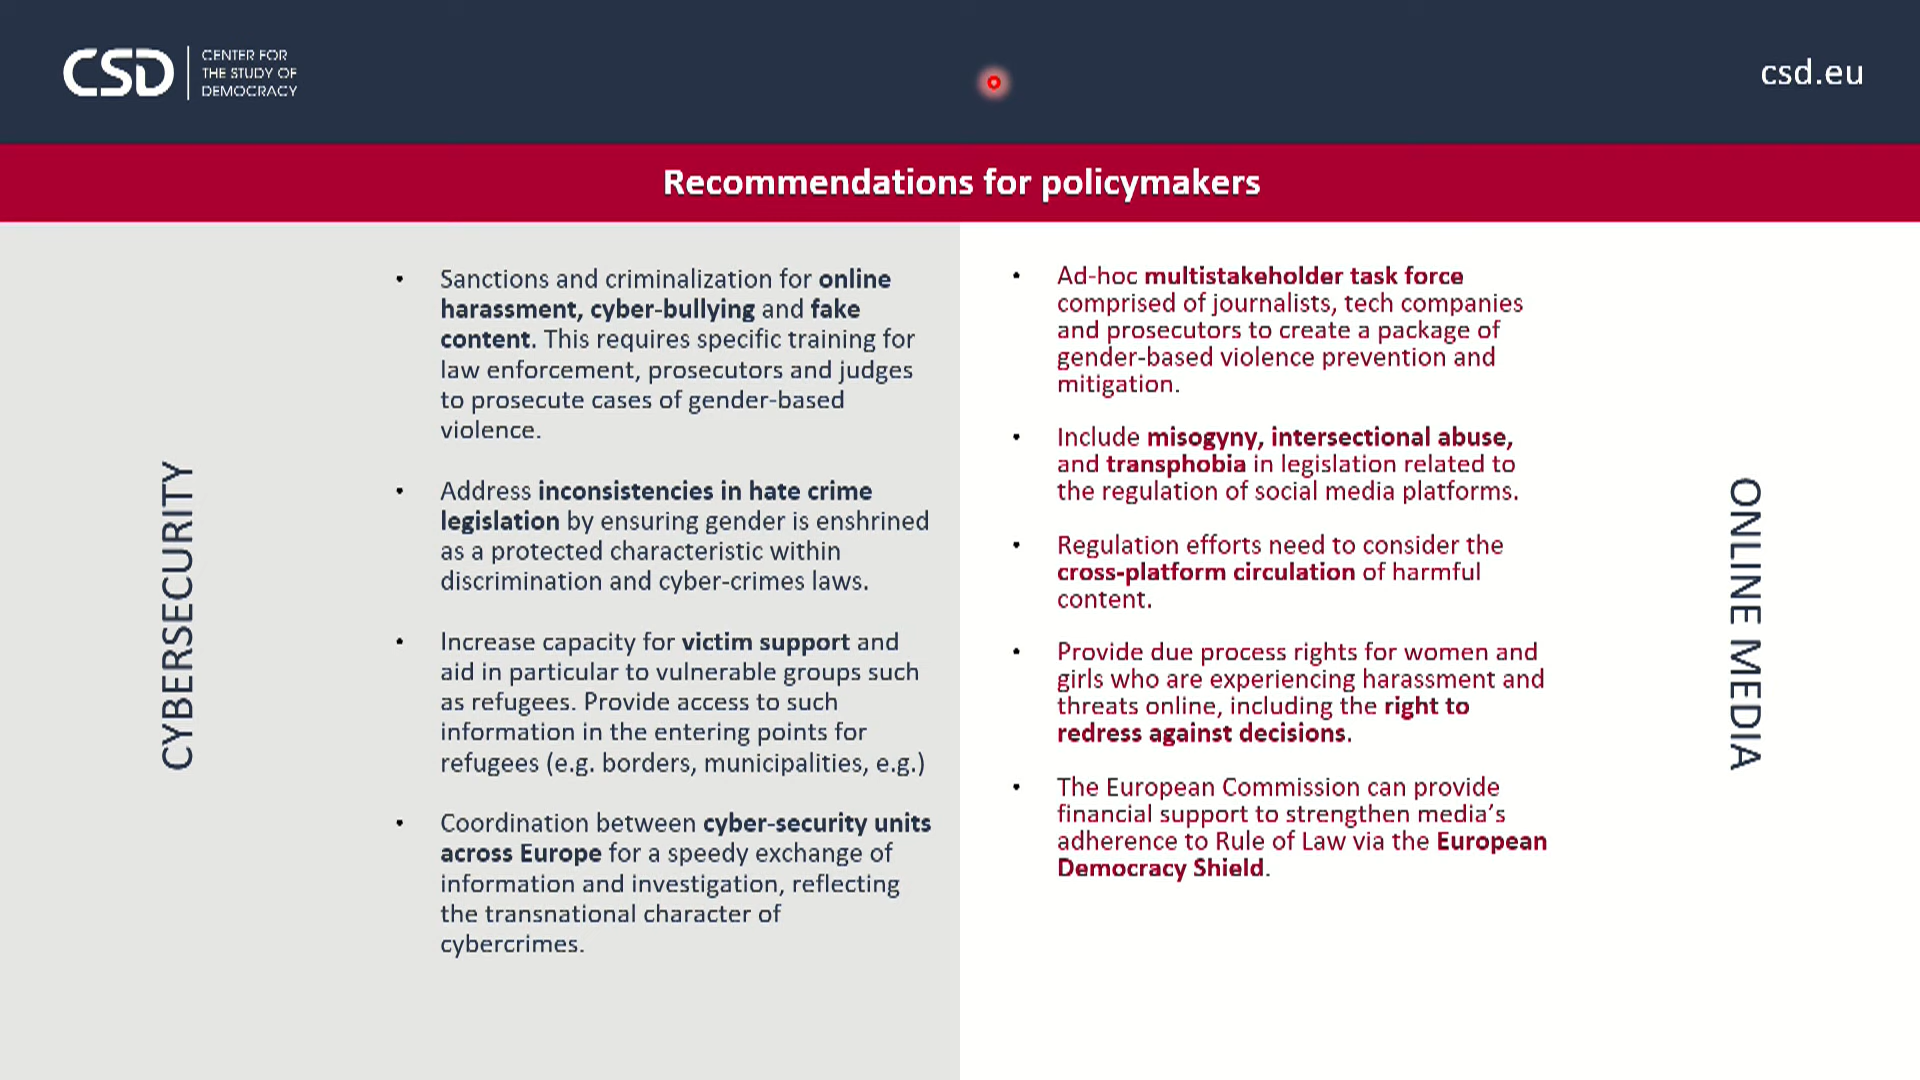 CSD
CENTER FOR
THE STUDY OF
DEMOCRACY
csd.eu
Recommendations for policymakers
CYBERSECURITY
• Sanctions and criminalization for online
harassment, cyber-bullying and fake
content. This requires specific training for
law enforcement, prosecutors and judges
to prosecute cases of gender-based
violence.
• Address inconsistencies in hate crime
legislation by ensuring gender is enshrined
as a protected characteristic within
discrimination and cyber-crimes laws.
• Increase capacity for victim support and
aid in particular to vulnerable groups such
as refugees. Provide access to such
information in the entering points for
refugees (e.g. borders, municipalities, e.g.)
• Coordination between cyber-security units
across Europe for a speedy exchange of
information and investigation, reflecting
the transnational character of
cybercrimes.
• Ad-hoc multistakeholder task force
comprised of journalists, tech companies
and prosecutors to create a package of
gender-based violence prevention and
mitigation.
• Include misogyny, intersectional abuse,
and transphobia in legislation related to
the regulation of social media platforms.
• Regulation efforts need to consider the
cross-platform circulation of harmful
content.
• Provide due process rights for women and
girls who are experiencing harassment and
threats online, including the right to
redress against decisions.
• The European Commission can provide
financial support to strengthen media’s
adherence to Rule of Law via the European
Democracy Shield.
ONLINE MEDIA